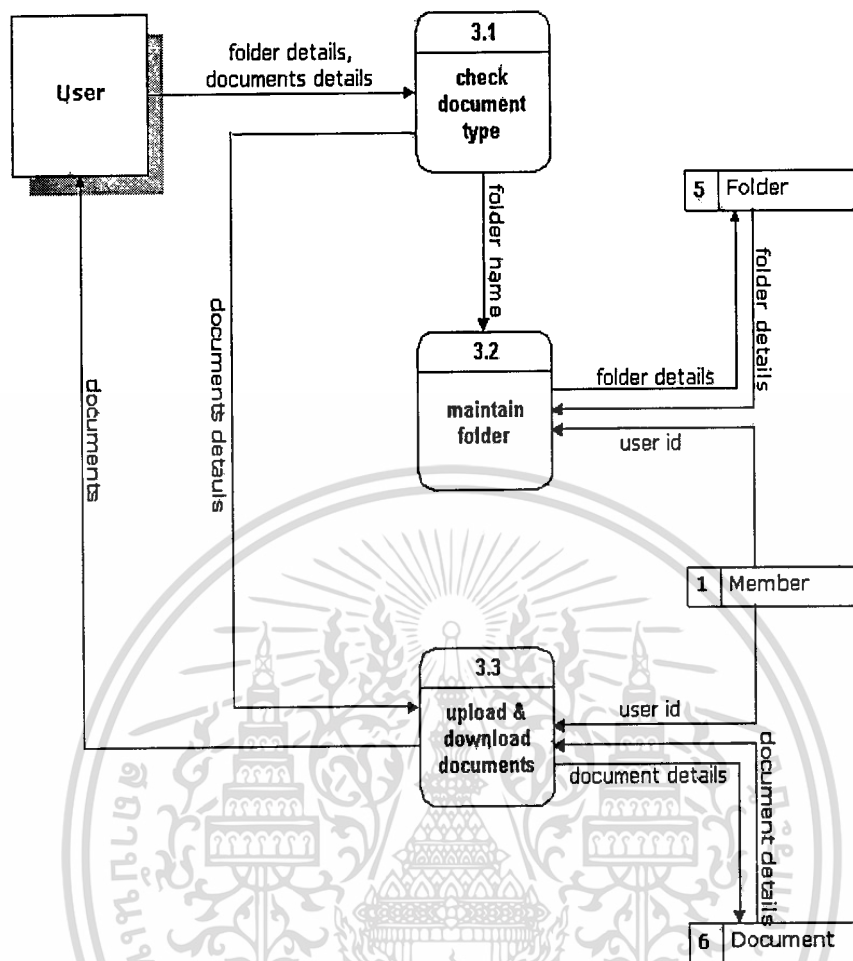 User
folder details,
documents details
3.1
check
document
type
5 Folder
folder name
folder details
documents detauls
documents
3.2
maintain
folder
folder details
user id
1 Member
3.3
upload &
download
documents
user id
document details
document details
6 Document